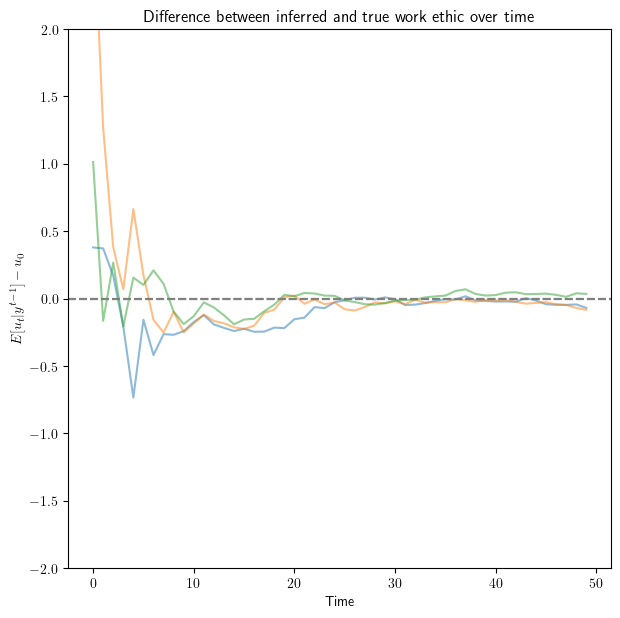 Difference between inferred and true work ethic over time
2.0
1.5
1.0
0.5
0.0
−0.5
−1.0
−1.5
−2.0
E[u_t|y^{t−1}] − u_0
0 10 20 30 40 50
Time